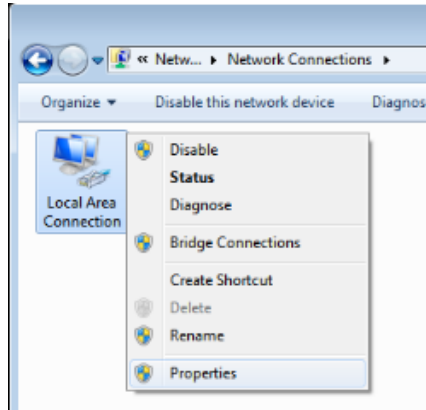 « Netw... ▸ Network Connections ▸
Organize ▾ Disable this network device Diagnos
Local Area
Connection
Disable
Status
Diagnose
Bridge Connections
Create Shortcut
Delete
Rename
Properties